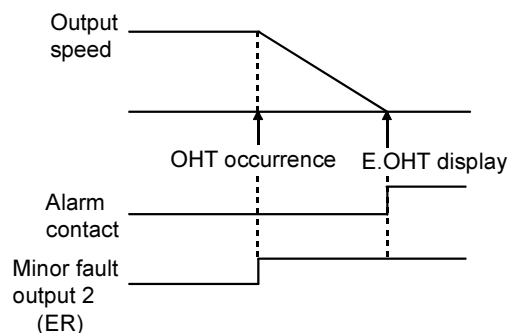 Output
speed
OHT occurrence
E.OHT display
Alarm
contact
Minor fault
output 2
(ER)